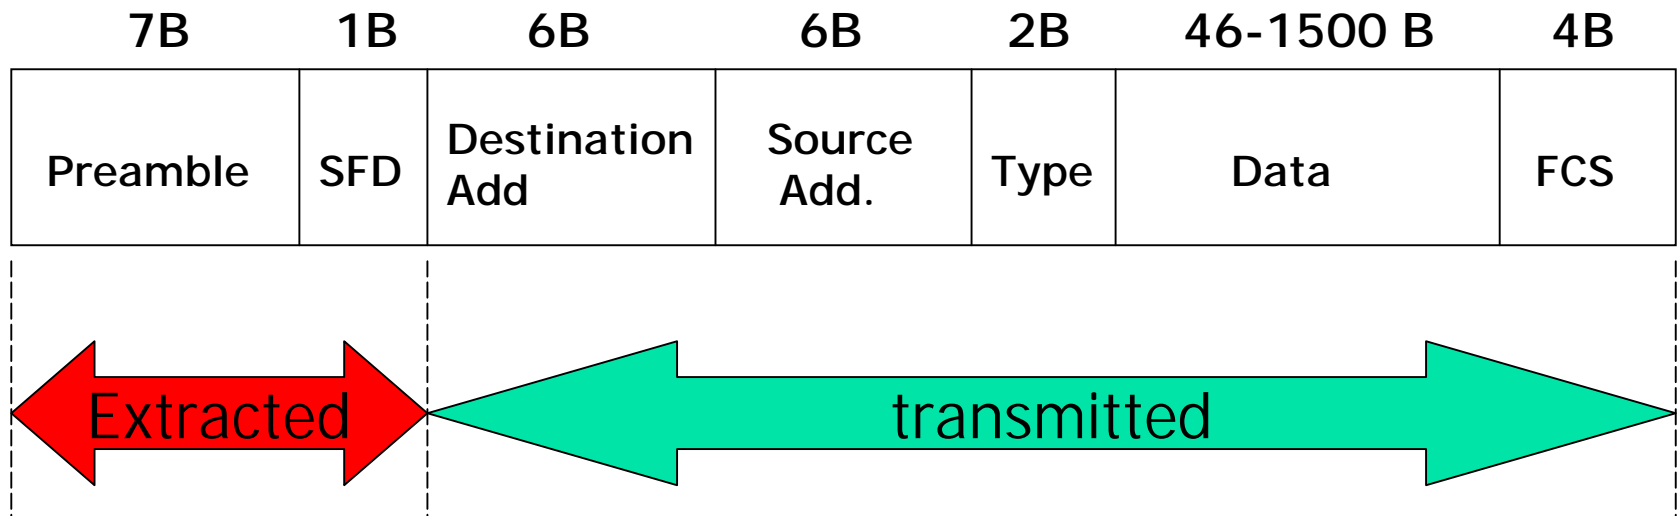 7B 1B 6B 6B 2B 46-1500 B 4B
Preamble SFD Destination Add Source Add. Type Data FCS
Extracted transmitted